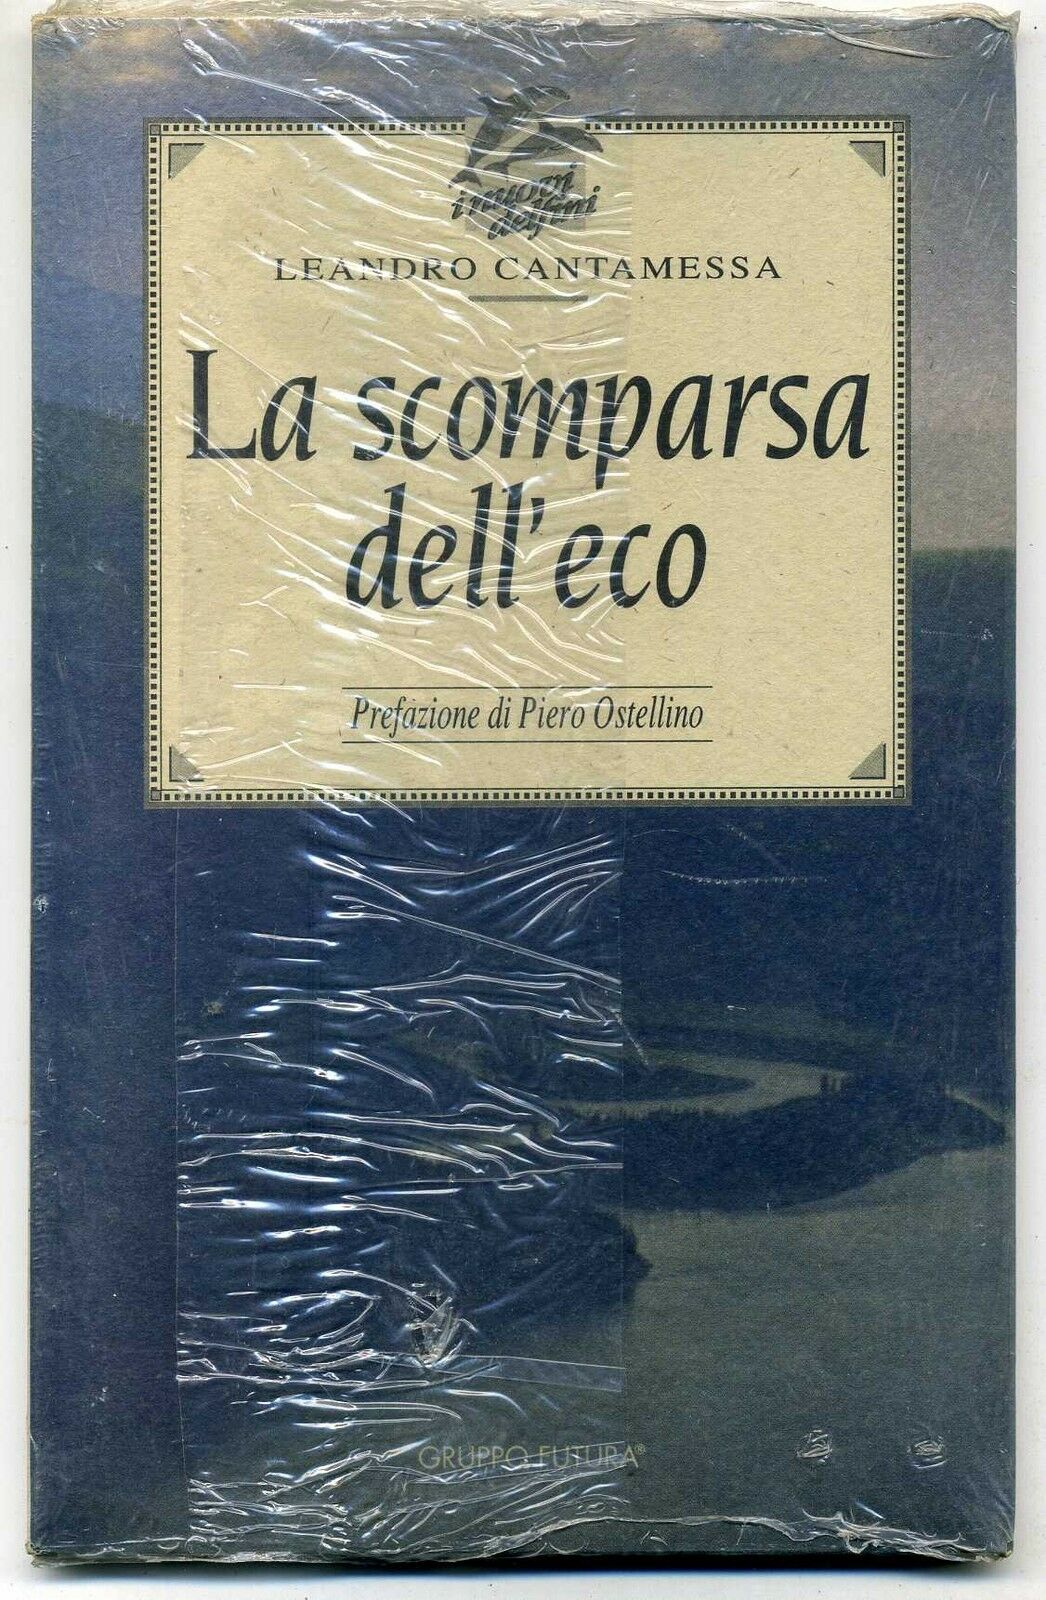 i nuovi
delfini
LEANDRO CANTAMESSA
La scomparsa
dell'eco
Prefazione di Piero Ostellino
GRUPPO FUTURA®